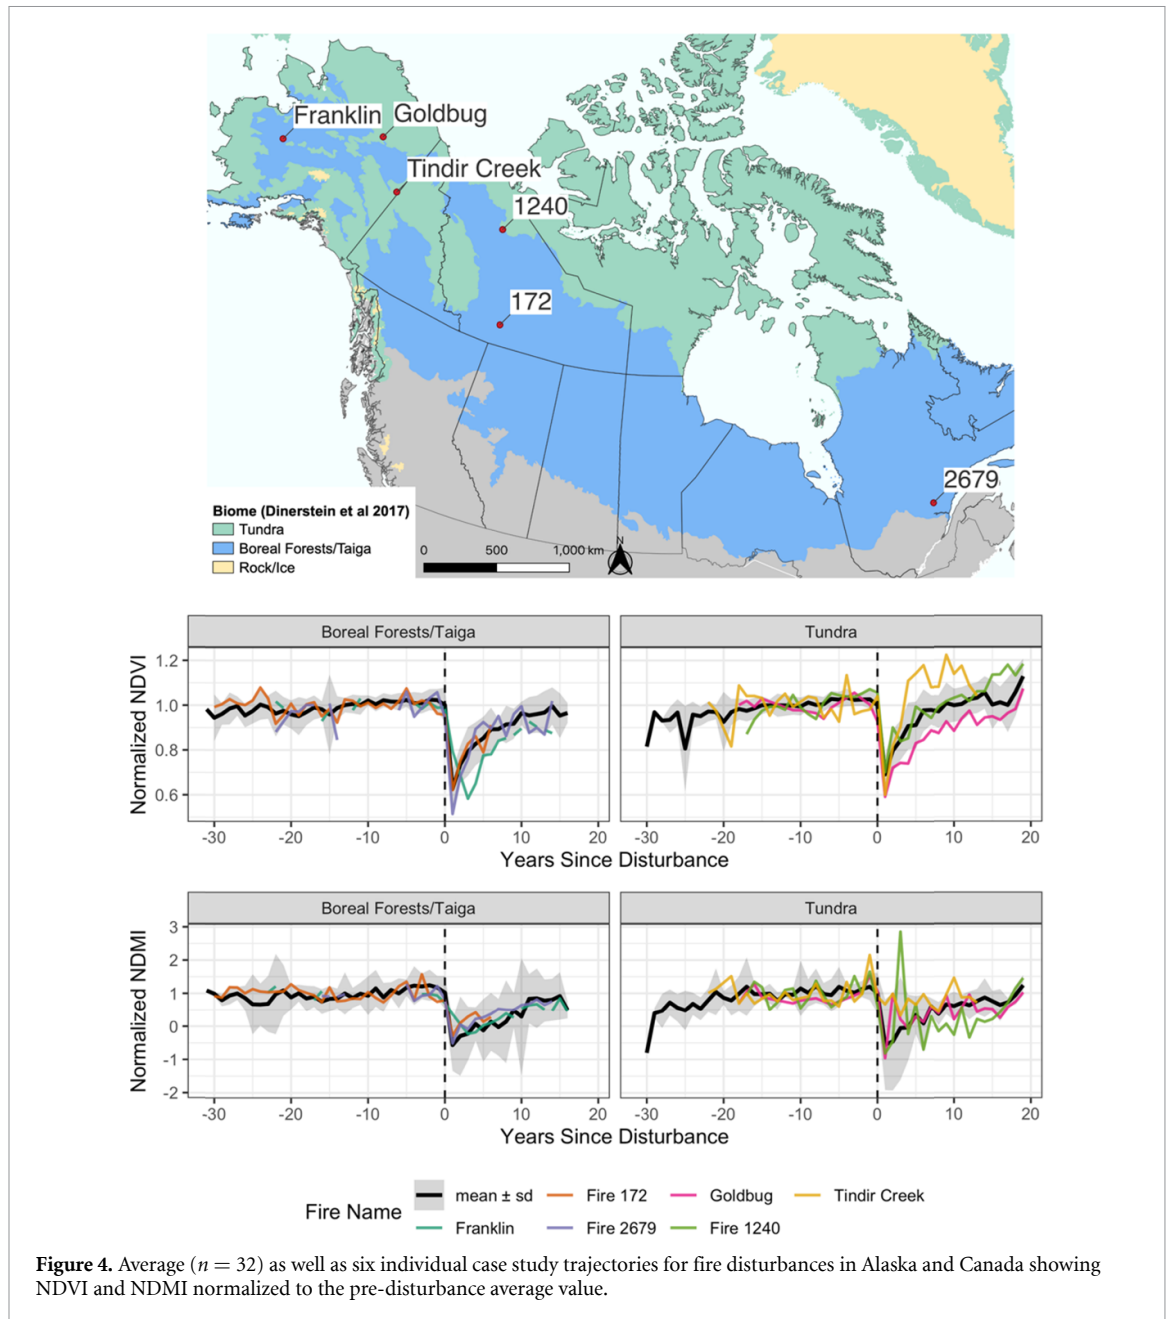 Franklin
Goldbug
Tindir Creek
1240
172
2679
Biome (Dinerstein et al 2017)
Tundra
Boreal Forests/Taiga
Rock/Ice
0 500 1,000 km
N
Boreal Forests/Taiga Tundra
Normalized NDVI
1.2
1.0
0.8
0.6
-30 -20 -10 0 10 20 -30 -20 -10 0 10 20
Years Since Disturbance
Boreal Forests/Taiga Tundra
Normalized NDMI
3
2
1
0
-1
-2
-30 -20 -10 0 10 20 -30 -20 -10 0 10 20
Years Since Disturbance
Fire Name
mean ± sd Fire 172 Goldbug Tindir Creek
Franklin Fire 2679 Fire 1240
Figure 4. Average (n = 32) as well as six individual case study trajectories for fire disturbances in Alaska and Canada showing
NDVI and NDMI normalized to the pre-disturbance average value.